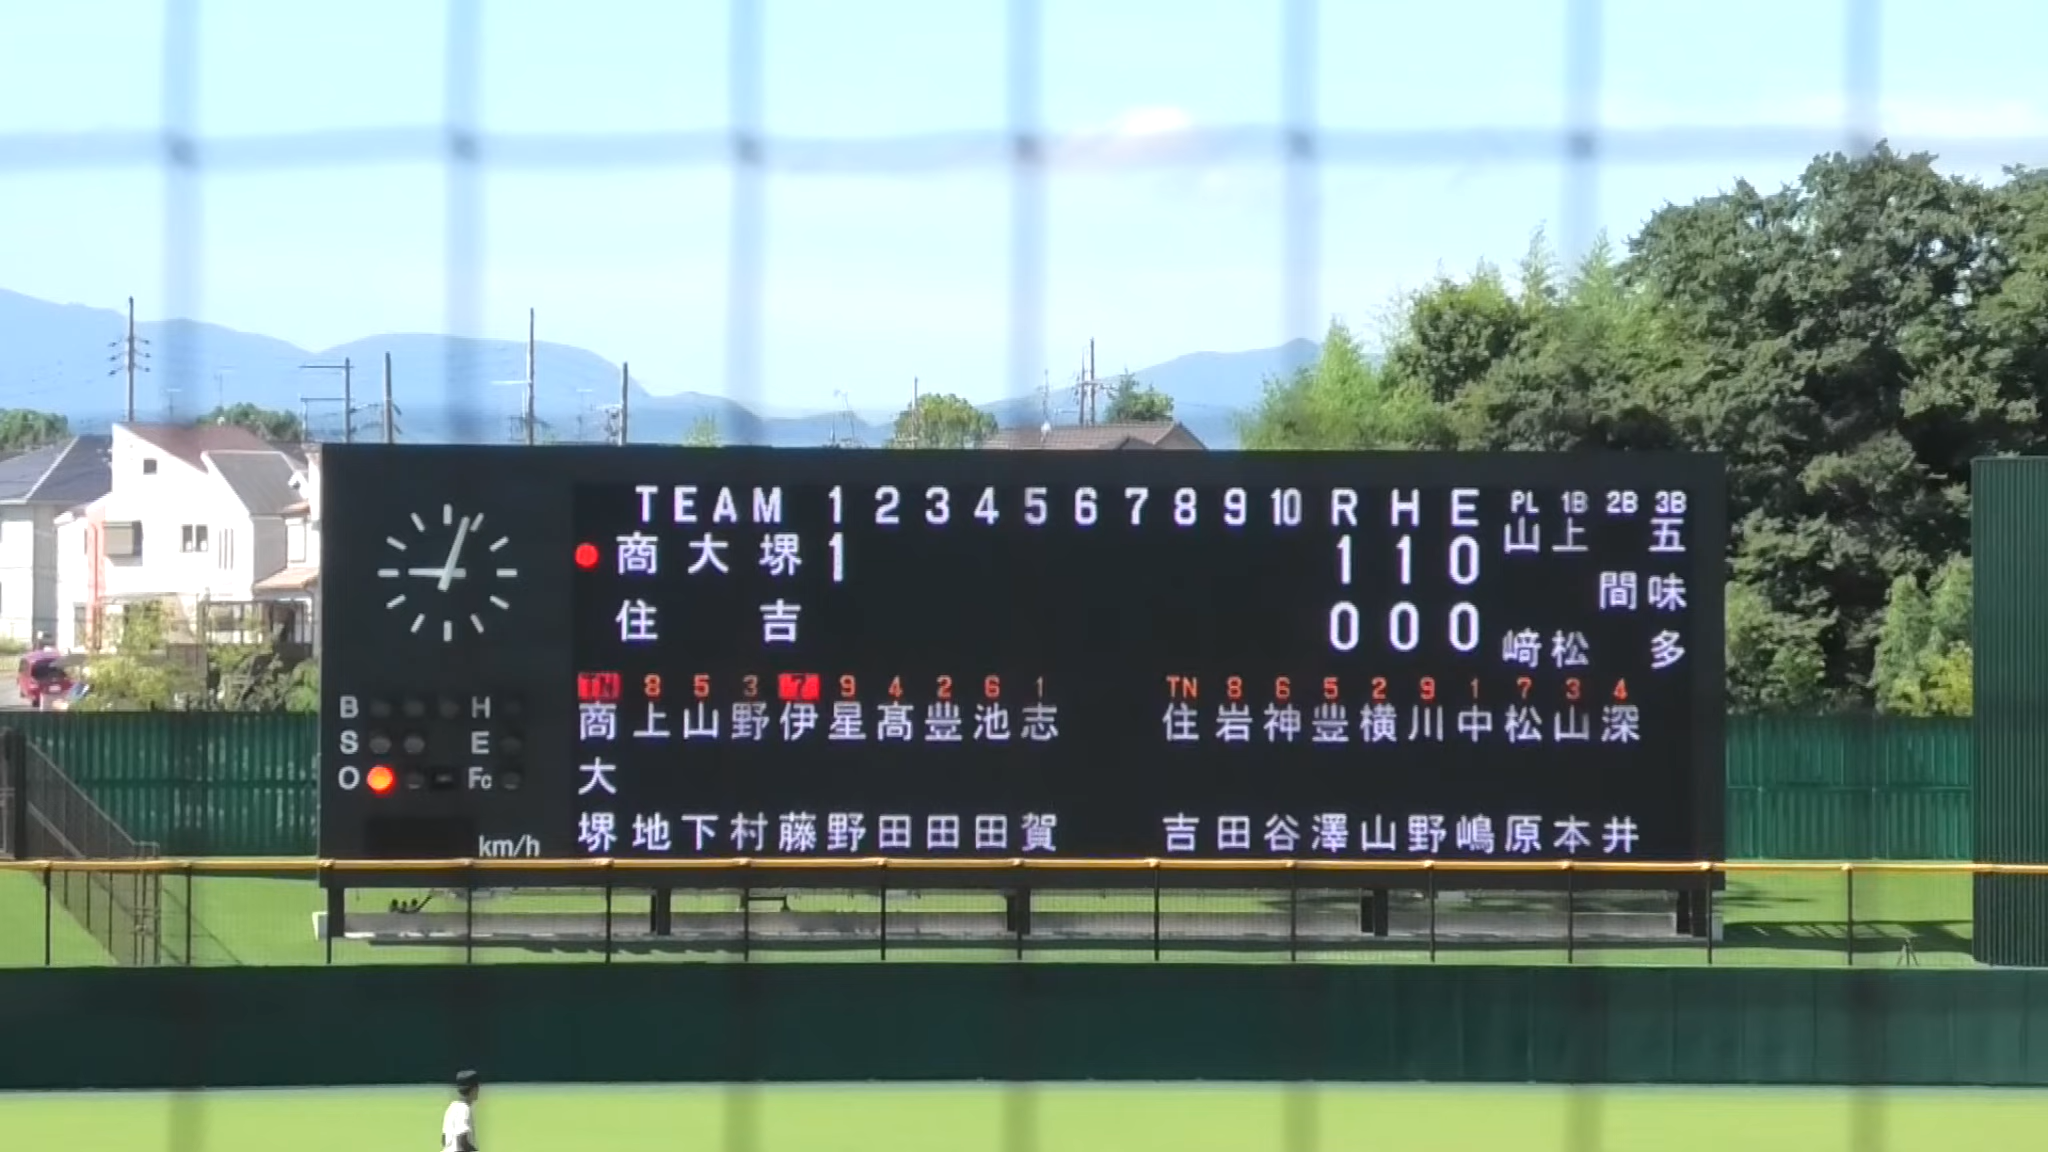 TEAM 1 2 3 4 5 6 7 8 9 10 R H E PL 1B 2B 3B
商大堺 1 1 1 0
住吉 0 0 0
山﨑
上松
間
五味多
B H
S E
O Fc
km/h
TN 8 5 3 7 9 4 2 6 1
商大堺 上地 山下 野村 伊藤 星野 髙田 豊田 池田 志賀
TN 8 6 5 2 9 1 7 3 4
住吉 岩田 神谷 豊澤 横山 川野 中嶋 松原 山本 深井